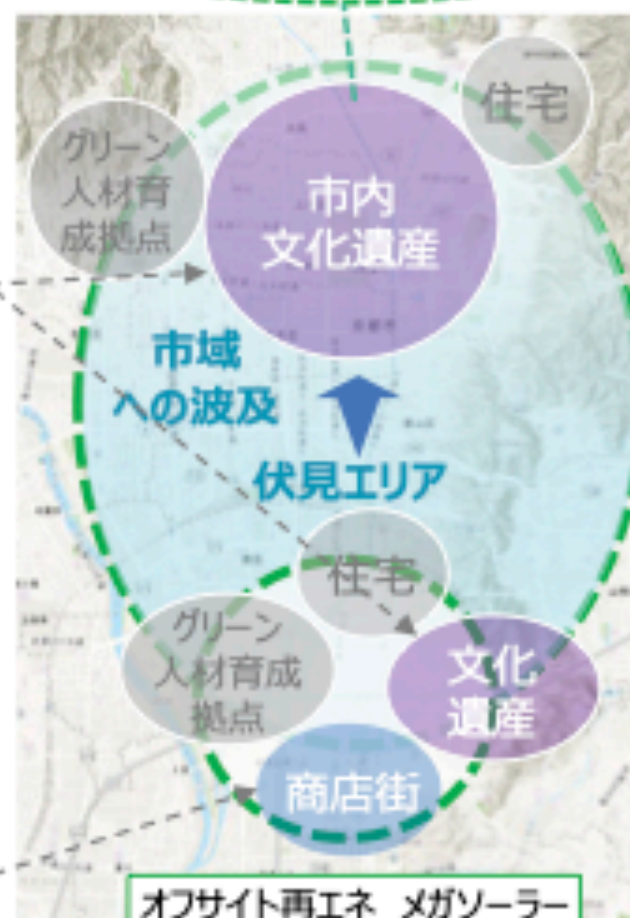 住宅
グリーン
人材育
成拠点
市内
文化遺産
市域
への波及
伏見エリア
住宅
グリーン
人材育成
拠点
文化
遺産
商店街
オフサイト再エネ メガソーラー